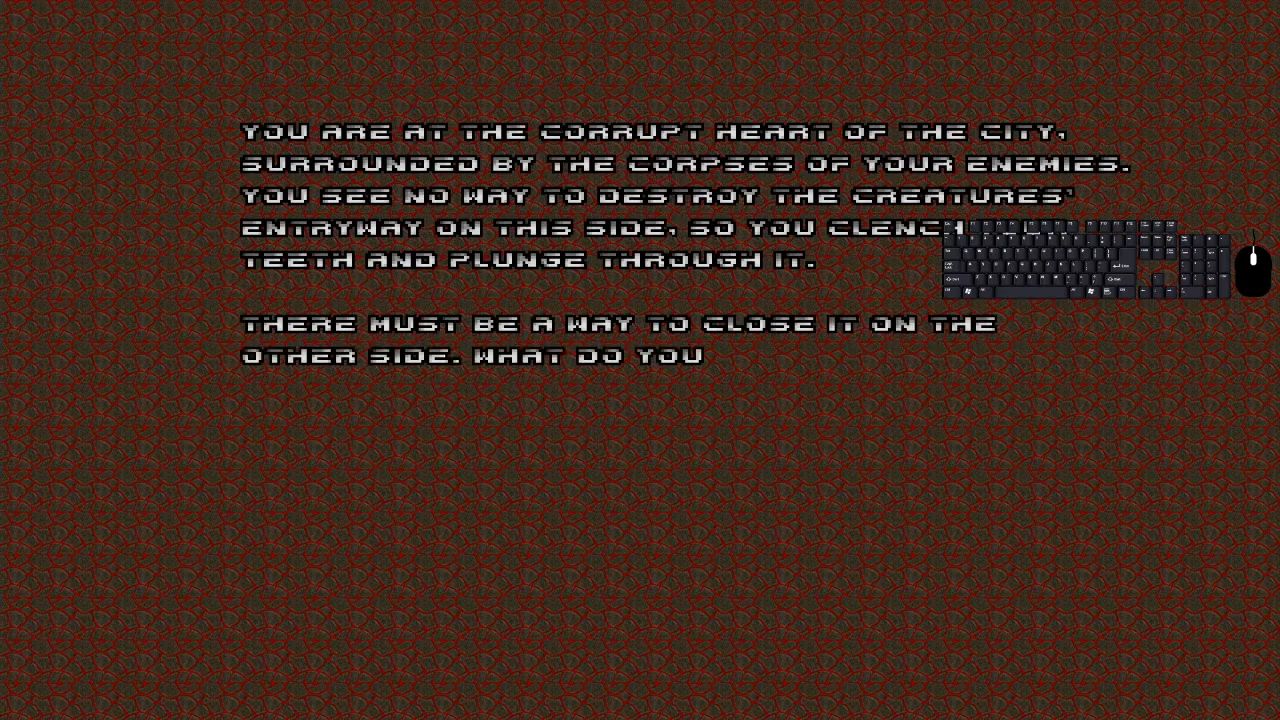 YOU ARE AT THE CORRUPT HEART OF THE CITY,
SURROUNDED BY THE CORPSES OF YOUR ENEMIES.
YOU SEE NO WAY TO DESTROY THE CREATURES'
ENTRYWAY ON THIS SIDE, SO YOU CLENCH
TEETH AND PLUNGE THROUGH IT.
THERE MUST BE A WAY TO CLOSE IT ON THE
OTHER SIDE. WHAT DO YOU